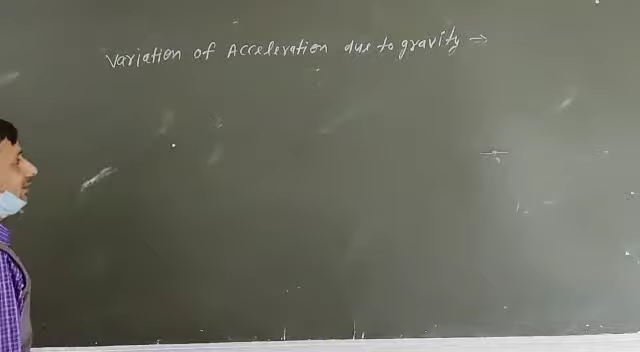 Variation of Acceleration due to gravity ⇒